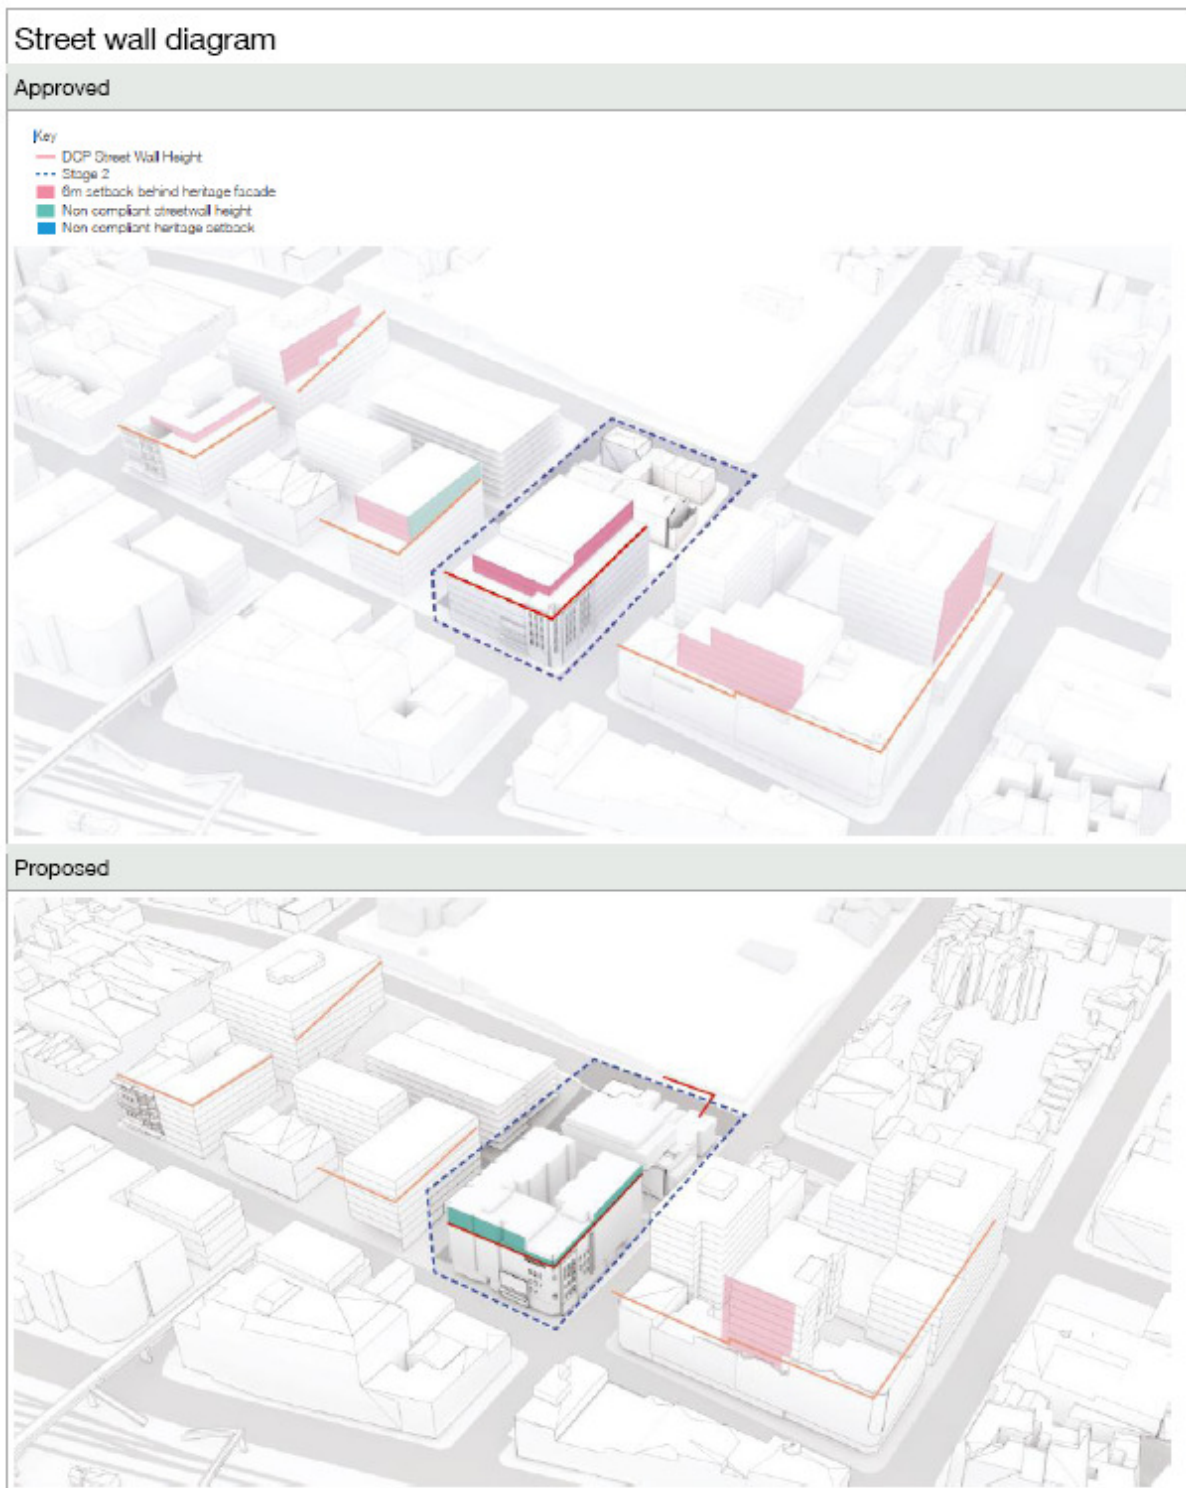 Street wall diagram
Approved
Key
DCP Street Wall Height
Stage 2
6m setback behind heritage facade
Non compliant streetwall height
Non compliant heritage setback
Proposed